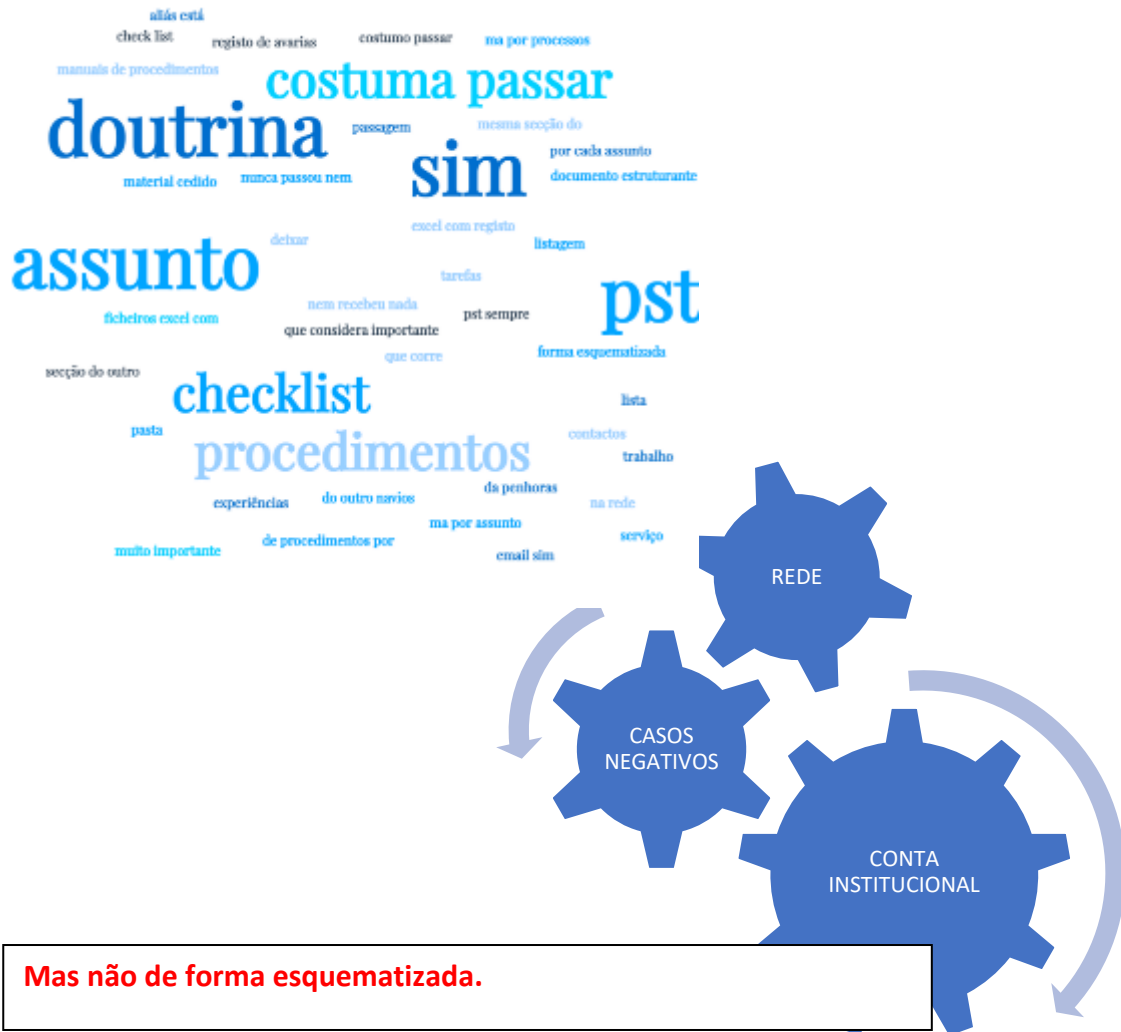 aliás está
check list
registo de avarias
costumo passar
ma por processos
manuais de procedimentos
costuma passar
doutrina
passagem
mesma secção do
sim
por cada assunto
material cedido
nunca passou nem
documento estruturante
excel com registo
assunto
deixar
listagem
tarefas
pst
nem recebeu nada
pst sempre
ficheiros excel com
que considera importante
que corre
forma esquematizada
secção do outro
checklist
lista
pasta
procedimentos
contactos
trabalho
da penhoras
experiências
do outro navios
na rede
ma por assunto
serviço
de procedimentos por
muito importante
email sim
REDE
CASOS
NEGATIVOS
CONTA
INSTITUCIONAL
Mas não de forma esquematizada.